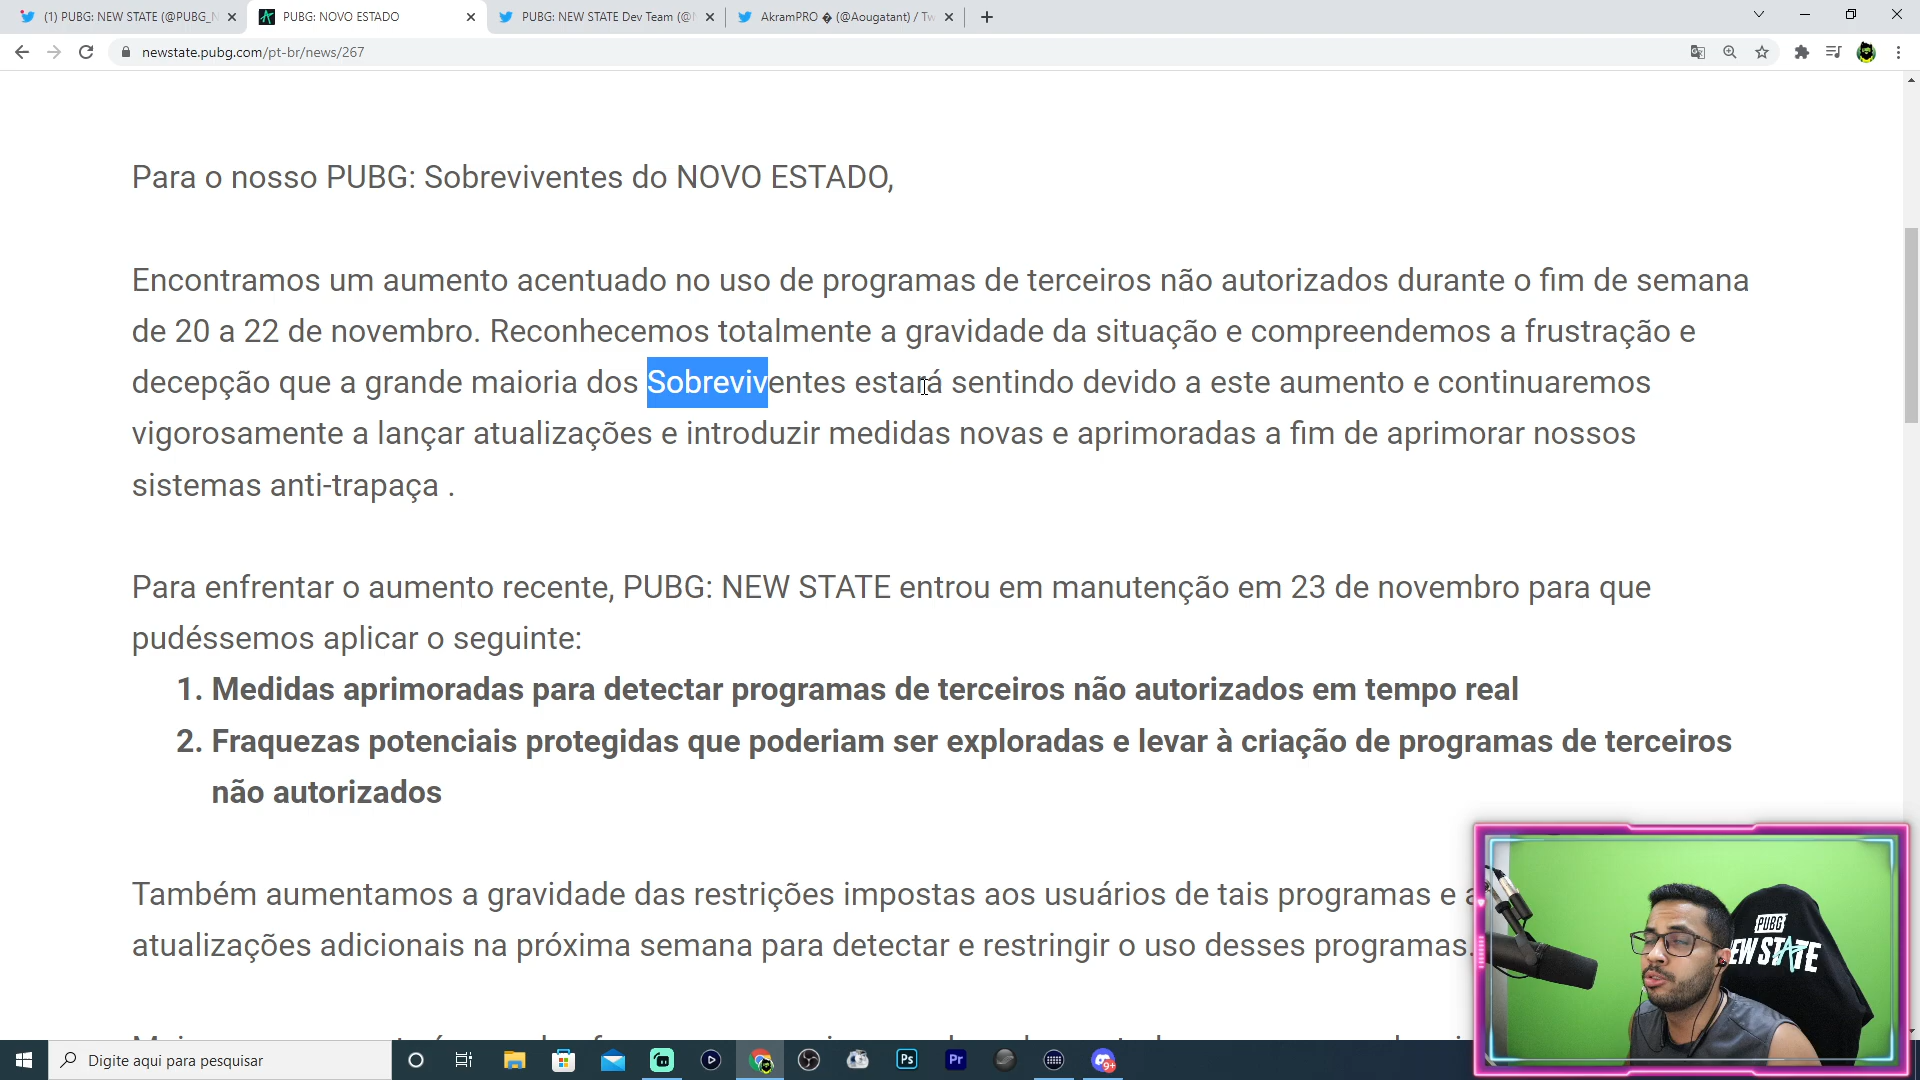 (1) PUBG: NEW STATE (@PUBG_N
PUBG: NOVO ESTADO
PUBG: NEW STATE Dev Team (@
AkramPRO � (@Aougatant) / Tw
newstate.pubg.com/pt-br/news/267
Para o nosso PUBG: Sobreviventes do NOVO ESTADO,
Encontramos um aumento acentuado no uso de programas de terceiros não autorizados durante o fim de semana
de 20 a 22 de novembro. Reconhecemos totalmente a gravidade da situação e compreendemos a frustração e
decepção que a grande maioria dos Sobreviventes estará sentindo devido a este aumento e continuaremos
vigorosamente a lançar atualizações e introduzir medidas novas e aprimoradas a fim de aprimorar nossos
sistemas anti-trapaça .
Para enfrentar o aumento recente, PUBG: NEW STATE entrou em manutenção em 23 de novembro para que
pudéssemos aplicar o seguinte:
1. Medidas aprimoradas para detectar programas de terceiros não autorizados em tempo real
2. Fraquezas potenciais protegidas que poderiam ser exploradas e levar à criação de programas de terceiros
não autorizados
Também aumentamos a gravidade das restrições impostas aos usuários de tais programas e
atualizações adicionais na próxima semana para detectar e restringir o uso desses programas.
PUBG
NEW STATE
Digite aqui para pesquisar
Ps
Pr
9+